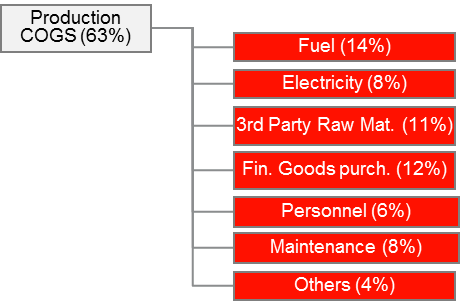 Production
COGS (63%)
Fuel (14%)
Electricity (8%)
3rd Party Raw Mat. (11%)
Fin. Goods purch. (12%)
Personnel (6%)
Maintenance (8%)
Others (4%)